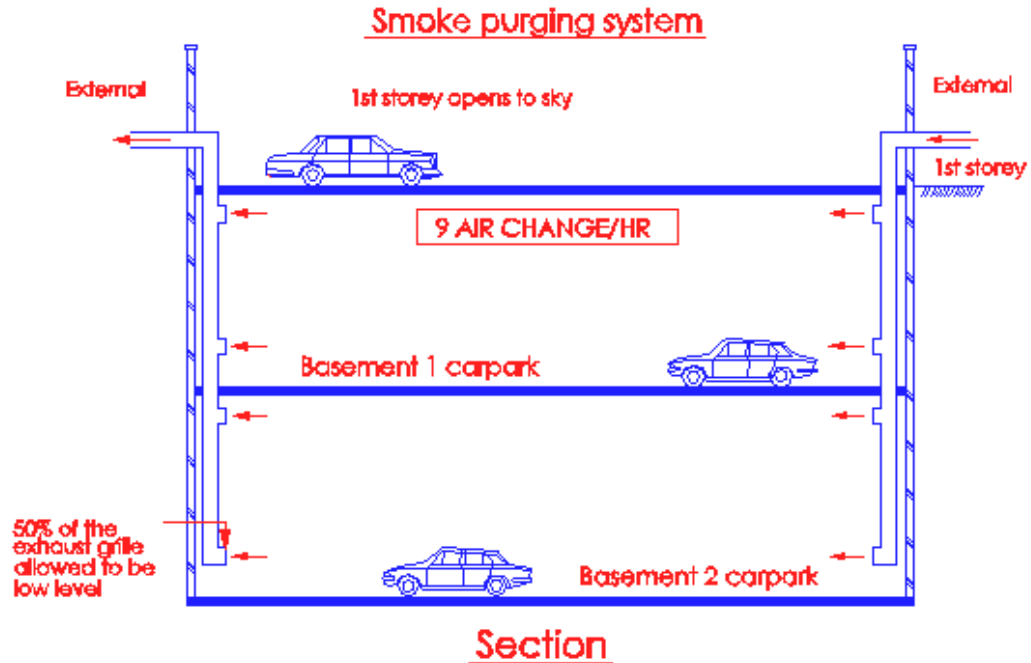 Smoke purging system
External
1st storey opens to sky
External
1st storey
9 AIR CHANGE/HR
Basement 1 carpark
50% of the
exhaust grille
allowed to be
low level
Basement 2 carpark
Section